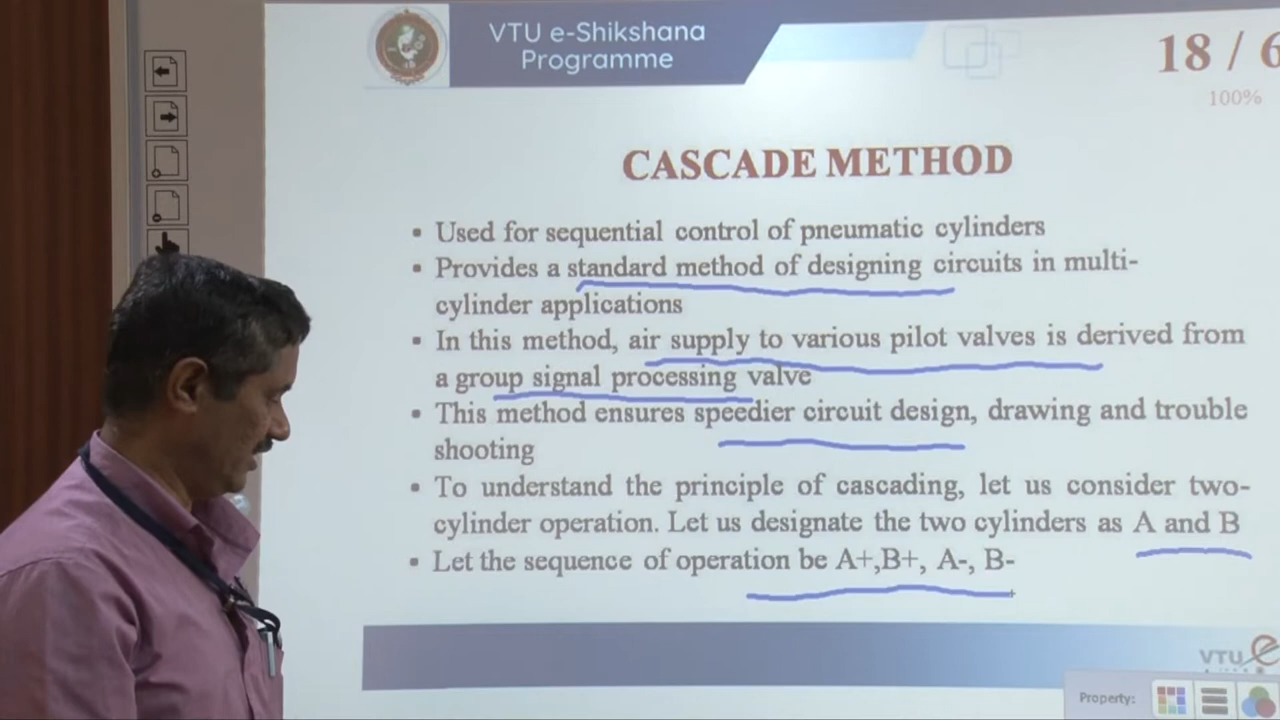 VTU e-Shikshana
Programme
18 / 6
100%
CASCADE METHOD
▪ Used for sequential control of pneumatic cylinders
▪ Provides a standard method of designing circuits in multi-
cylinder applications
▪ In this method, air supply to various pilot valves is derived from
a group signal processing valve
▪ This method ensures speedier circuit design, drawing and trouble
shooting
▪ To understand the principle of cascading, let us consider two-
cylinder operation. Let us designate the two cylinders as A and B
▪ Let the sequence of operation be A+,B+, A-, B-
VTU e
Property: